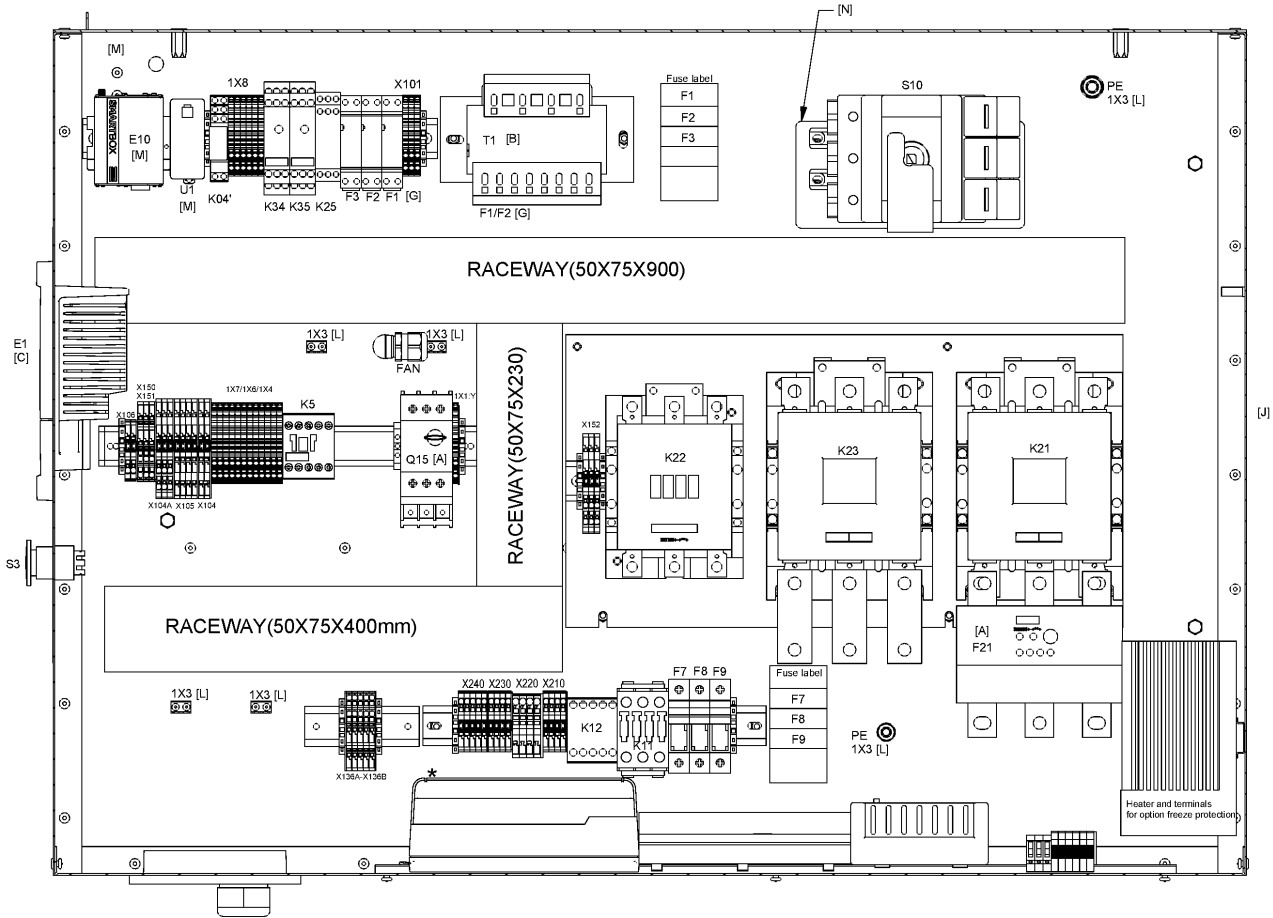 [N]
[M]
1X8
X101
Fuse label
F1
F2
F3
S10
PE
1X3 [L]
SMARTBOX
E10
[M]
T1 [B]
U1
[M]
K04'
K34 K35 K25
F3 F2 F1 [G]
F1/F2 [G]
RACEWAY(50X75X900)
E1
[C]
1X3 [L]
1X3 [L]
FAN
RACEWAY(50X75X230)
X106
X150
X151
1X7/1X6/1X4
K5
1X1:Y
Q15 [A]
X152
K22
K23
K21
[J]
X104A X105 X104
S3
RACEWAY(50X75X400mm)
[A]
F21
1X3 [L]
1X3 [L]
X240 X230 X220 X210
F7 F8 F9
Fuse label
F7
F8
F9
K12
K11
PE
1X3 [L]
X136A-X136B
*
Heater and terminals
for option freeze protection